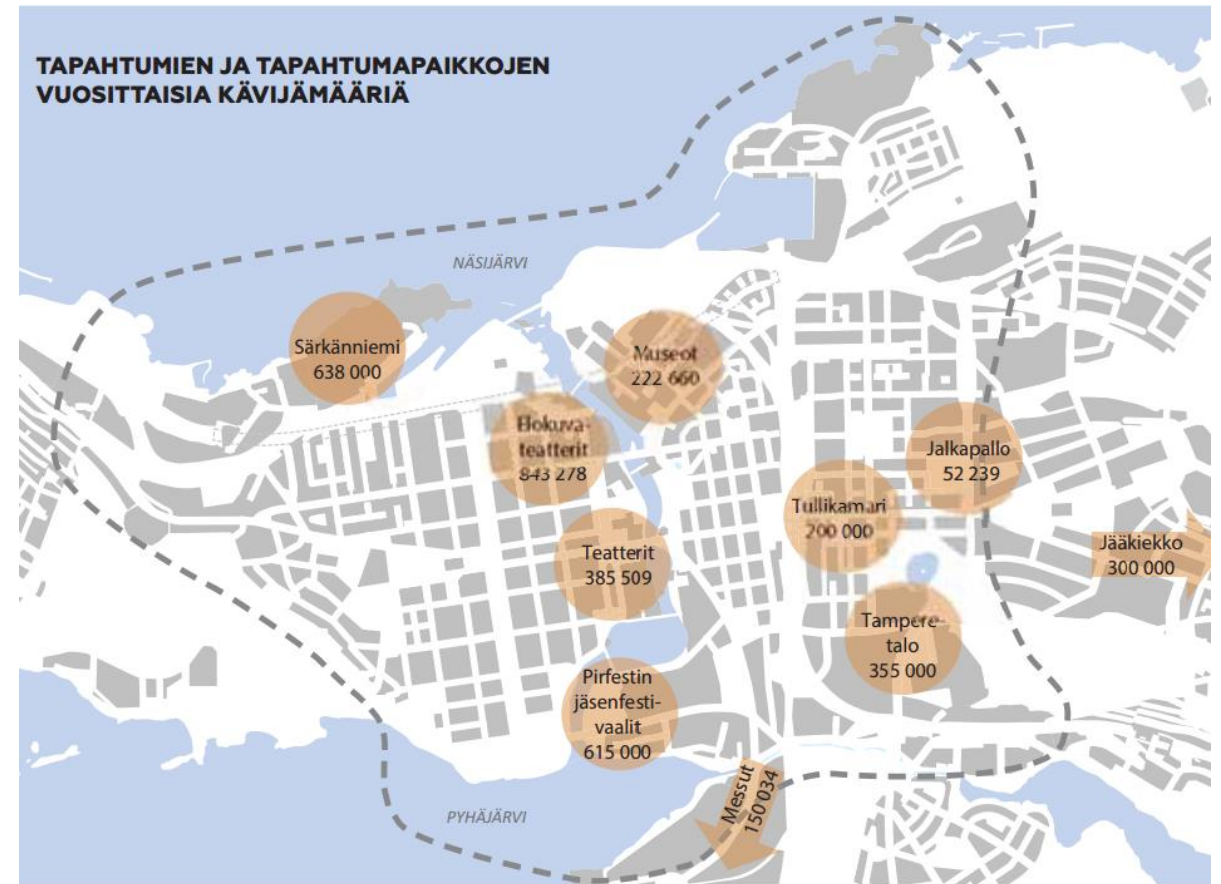 TAPAHTUMIEN JA TAPAHTUMAPAIKKOJEN
VUOSITTAISIA KÄVIJÄMÄÄRIÄ
NÄSIJÄRVI
Särkänniemi
638 000
Museot
222 660
Elokuva-
teatterit
843 278
Jalkapallo
52 239
Tullikamari
200 000
Jääkiekko
300 000
Teatterit
385 509
Tampere-
talo
355 000
Pirfestin
jäsenfesti-
vaalit
615 000
Messut
150 034
PYHÄJÄRVI